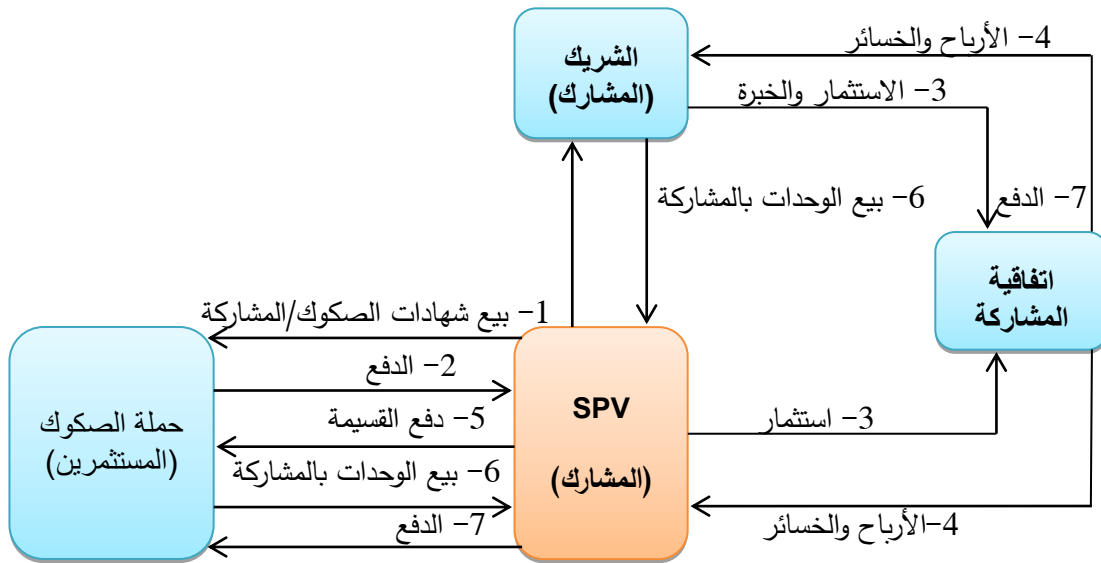 4- الأرباح والخسائر
الشريك
(المشارك)
3- الاستثمار والخبرة
6- بيع الوحدات بالمشاركة
7- الدفع
اتفاقية
المشاركة
1- بيع شهادات الصكوك/المشاركة
2- الدفع
SPV
(المشارك)
حملة الصكوك
(المستثمرين)
5- دفع القسيمة
3- استثمار
6- بيع الوحدات بالمشاركة
4-الأرباح والخسائر
7- الدفع